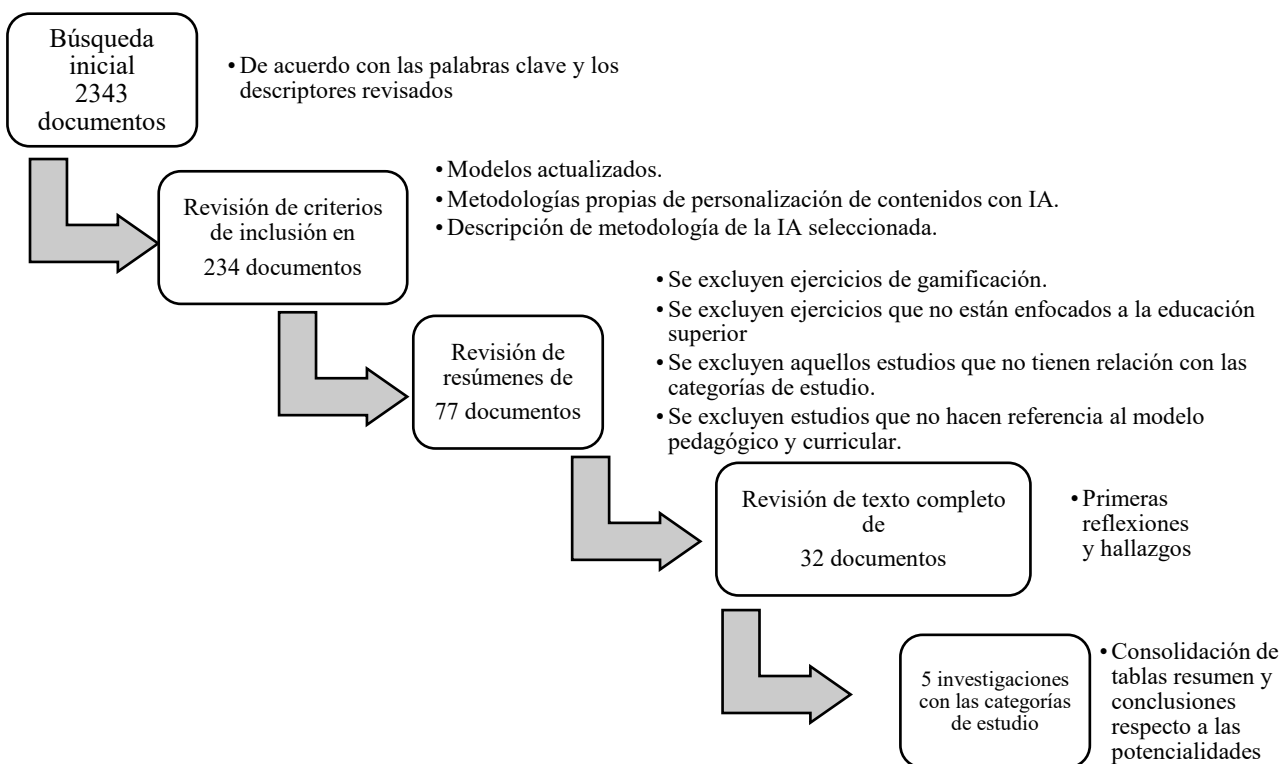 Búsqueda
inicial
2343
documentos
• De acuerdo con las palabras clave y los
descriptores revisados
Revisión de criterios
de inclusión en
234 documentos
• Modelos actualizados.
• Metodologías propias de personalización de contenidos con IA.
• Descripción de metodología de la IA seleccionada.
Revisión de
resúmenes de
77 documentos
• Se excluyen ejercicios de gamificación.
• Se excluyen ejercicios que no están enfocados a la educación
superior
• Se excluyen aquellos estudios que no tienen relación con las
categorías de estudio.
• Se excluyen estudios que no hacen referencia al modelo
pedagógico y curricular.
Revisión de texto completo
de
32 documentos
• Primeras
reflexiones
y hallazgos
5 investigaciones
con las categorías
de estudio
• Consolidación de
tablas resumen y
conclusiones
respecto a las
potencialidades